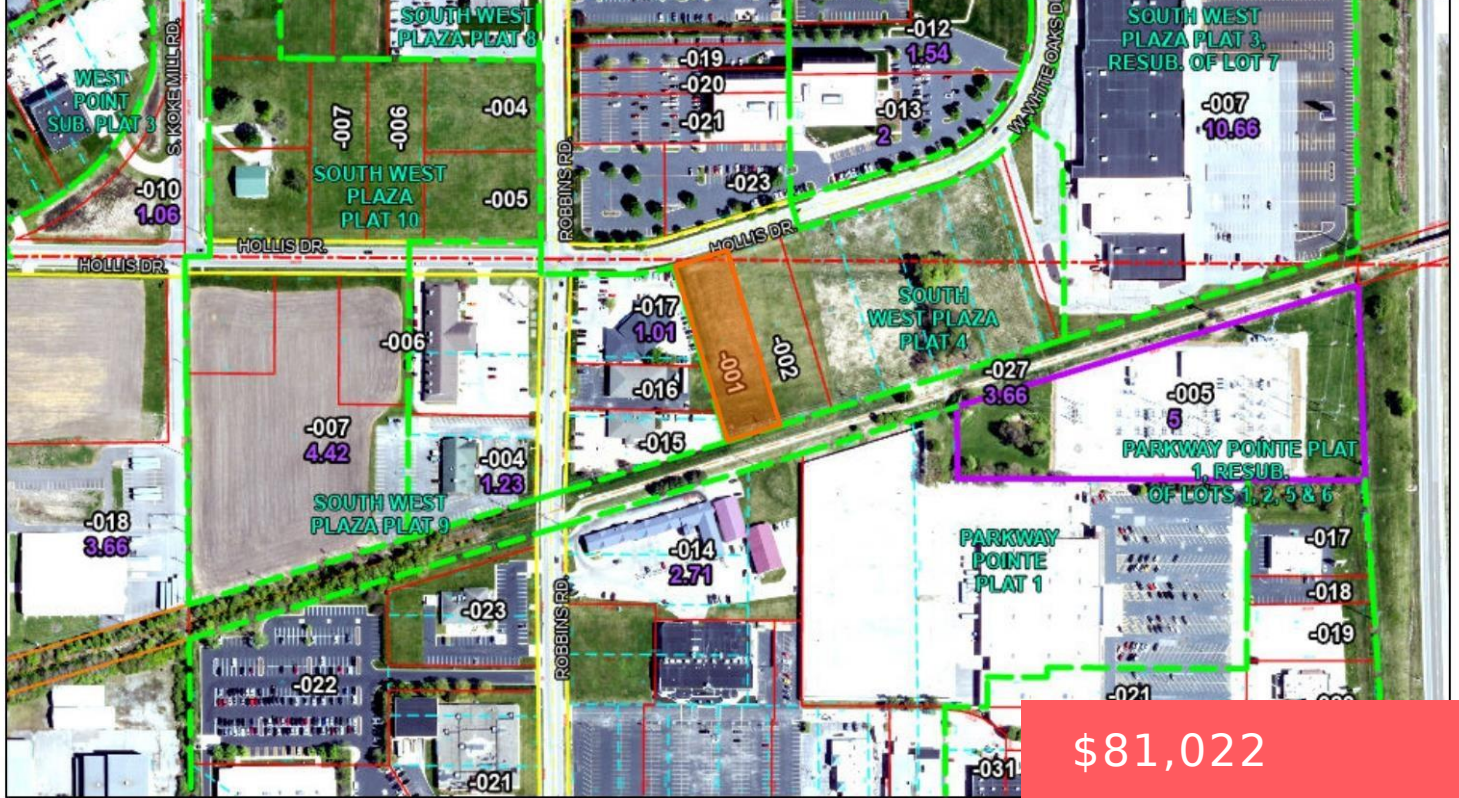 SOUTH WEST
PLAZA PLAT 8
S. KOKEMILL RD.
WEST
POINT
SUB. PLAT 3
-007
-006
-004
-005
SOUTH WEST
PLAZA
PLAT 10
-010
1.06
HOLLIS DR.
HOLLIS DR.
ROBBINS RD.
-019
-020
-021
-023
-012
1.54
-013
2
W. WHITE OAKS
HOLLIS DR.
SOUTH WEST
PLAZA PLAT 3,
RESUB. OF LOT 7
-007
10.66
-017
1.01
-016
-015
-001
-002
SOUTH
WEST PLAZA
PLAT 4
-027
3.66
-005
5
PARKWAY POINTE PLAT
1, RESUB.
OF LOTS 1, 2, 5 & 6
-006
-007
4.42
-004
1.23
SOUTH WEST
PLAZA PLAT 9
-018
3.66
-014
2.71
PARKWAY
POINTE
PLAT 1
-017
-018
-019
-023
-022
ROBBINS RD.
-021
-021
-031
$81,022